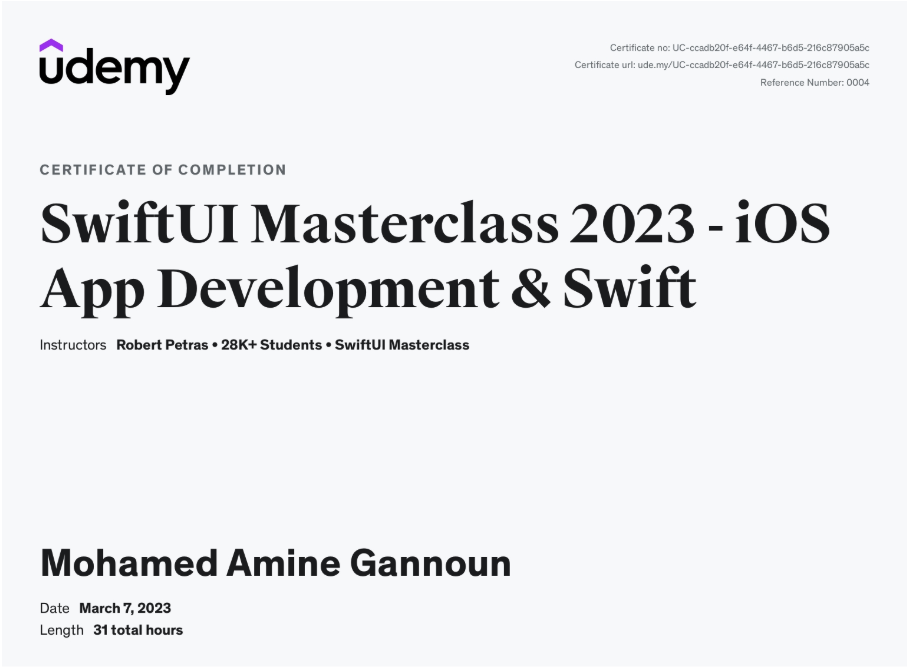 udemy
Certificate no: UC-ccadb20f-e64f-4467-b6d5-216c87905a5c
Certificate url: ude.my/UC-ccadb20f-e64f-4467-b6d5-216c87905a5c
Reference Number: 0004
CERTIFICATE OF COMPLETION
SwiftUI Masterclass 2023 - iOS
App Development & Swift
Instructors Robert Petras • 28K+ Students • SwiftUI Masterclass
Mohamed Amine Gannoun
Date March 7, 2023
Length 31 total hours